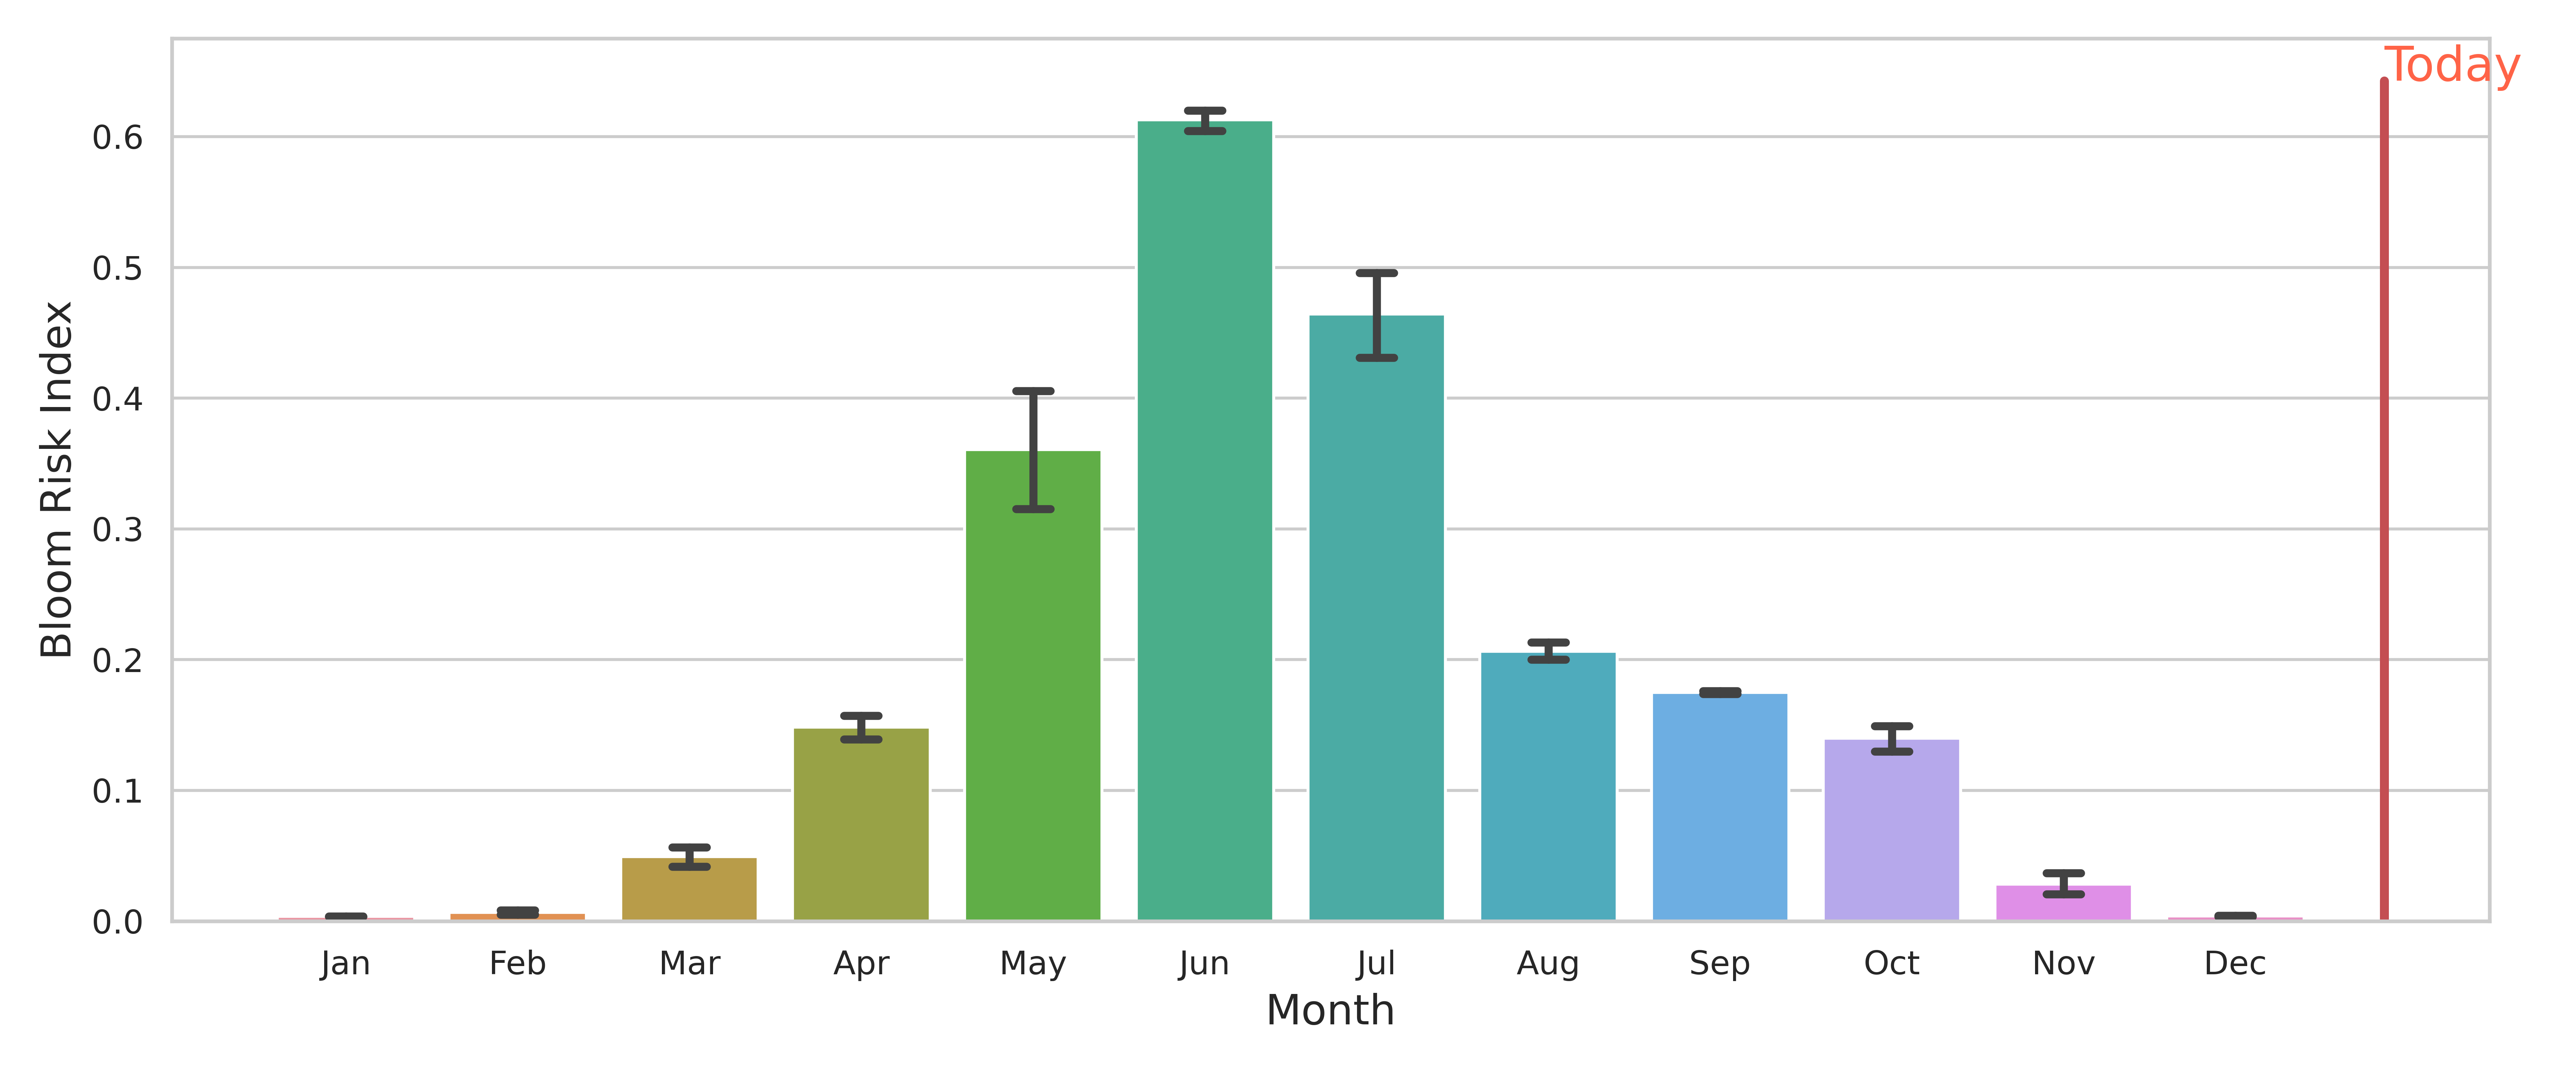 Today
0.6
0.5
0.4
0.3
0.2
0.1
0.0
Bloom Risk Index
Jan Feb Mar Apr May Jun Jul Aug Sep Oct Nov Dec
Month